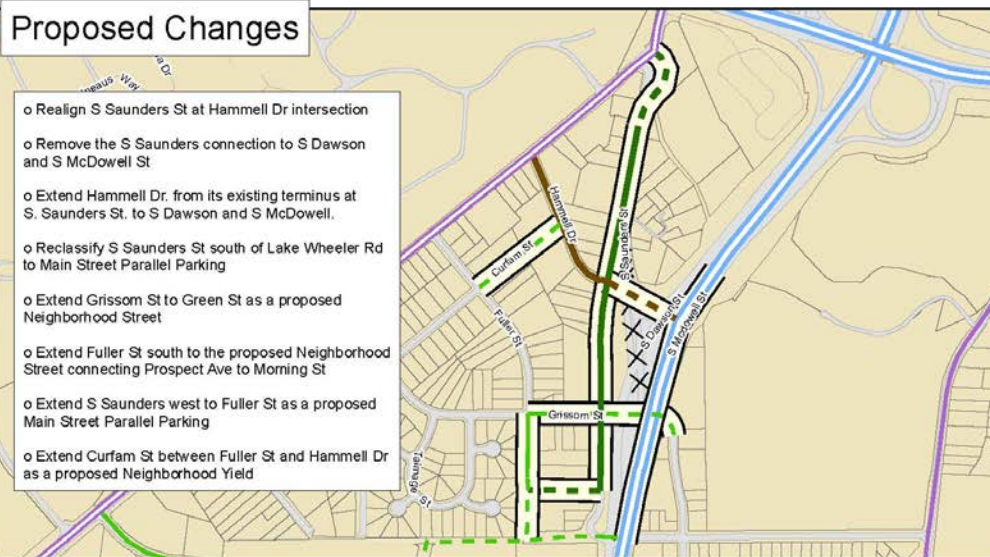 Proposed Changes
a Dr
neaus Way
o Realign S Saunders St at Hammell Dr intersection
o Remove the S Saunders connection to S Dawson
and S McDowell St
o Extend Hammell Dr. from its existing terminus at
S. Saunders St. to S Dawson and S McDowell.
o Reclassify S Saunders St south of Lake Wheeler Rd
to Main Street Parallel Parking
o Extend Grissom St to Green St as a proposed
Neighborhood Street
o Extend Fuller St south to the proposed Neighborhood
Street connecting Prospect Ave to Morning St
o Extend S Saunders west to Fuller St as a proposed
Main Street Parallel Parking
o Extend Curfam St between Fuller St and Hammell Dr
as a proposed Neighborhood Yield
Hammell Dr
S Saunders St
Curfam St
Fuller St
S Dawson St
S Mcdowell St
Grissom St
Talmage St